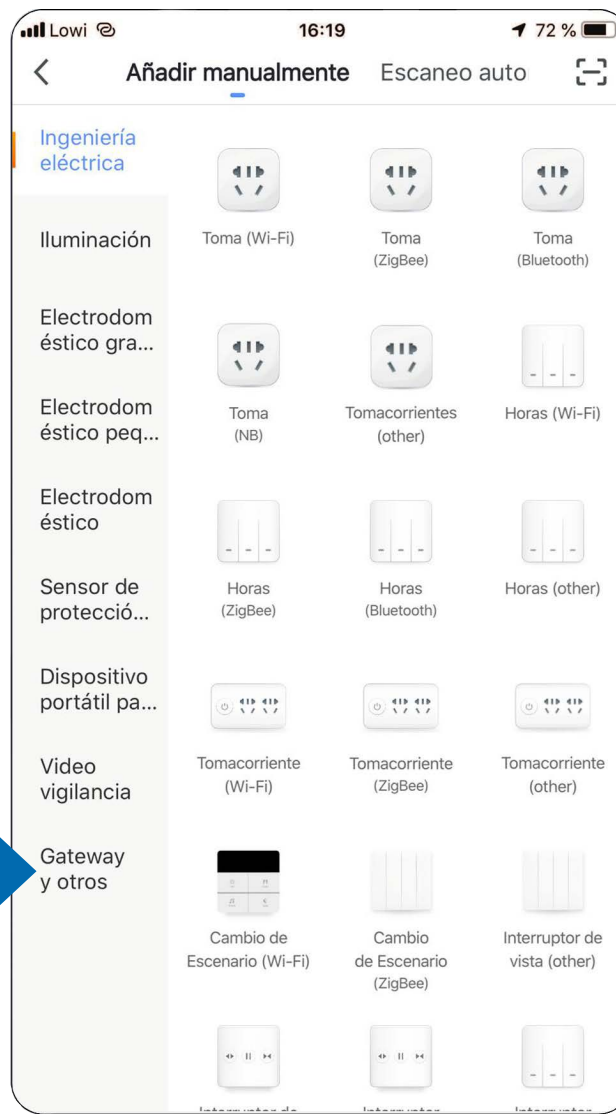 Lowi
16:19
72 %
Añadir manualmente
Escaneo auto
Ingeniería
eléctrica
Iluminación
Electrodom
éstico gra...
Electrodom
éstico peq...
Electrodom
éstico
Sensor de
protecció...
Dispositivo
portátil pa...
Video
vigilancia
Gateway
y otros
Toma (Wi-Fi)
Toma
(ZigBee)
Toma
(Bluetooth)
Toma
(NB)
Tomacorrientes
(other)
Horas (Wi-Fi)
Horas
(ZigBee)
Horas
(Bluetooth)
Horas (other)
Tomacorriente
(Wi-Fi)
Tomacorriente
(ZigBee)
Tomacorriente
(other)
Cambio de
Escenario (Wi-Fi)
Cambio
de Escenario
(ZigBee)
Interruptor de
vista (other)